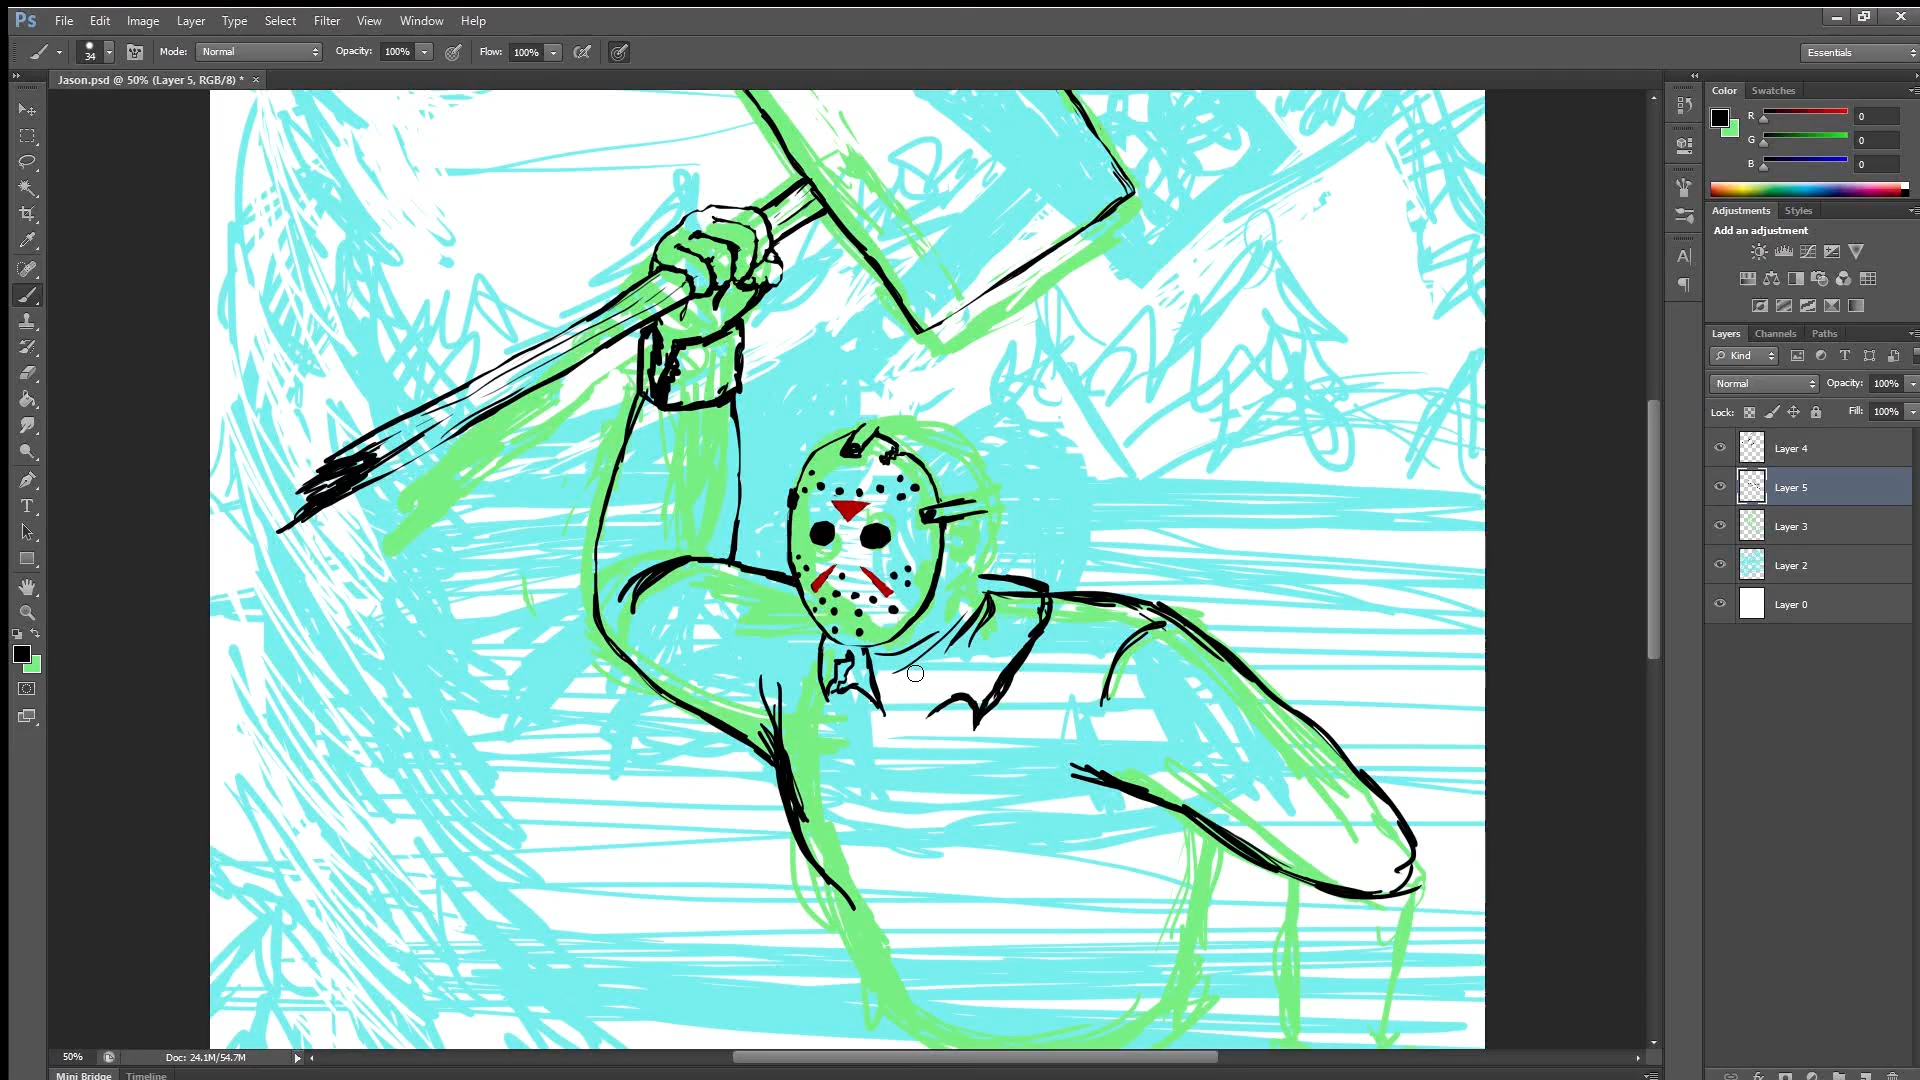 Ps File Edit Image Layer Type Select Filter View Window Help
34 Mode: Normal Opacity: 100% Flow: 100% Essentials
Jason.psd @ 50% (Layer 5, RGB/8) * ×
Color Swatches
R 0
G 0
B 0
Adjustments Styles
Add an adjustment
Layers Channels Paths
Kind
Normal Opacity: 100%
Lock: Fill: 100%
Layer 4
Layer 5
Layer 3
Layer 2
Layer 0
50% Doc: 24.1M/54.7M
Mini Bridge Timeline